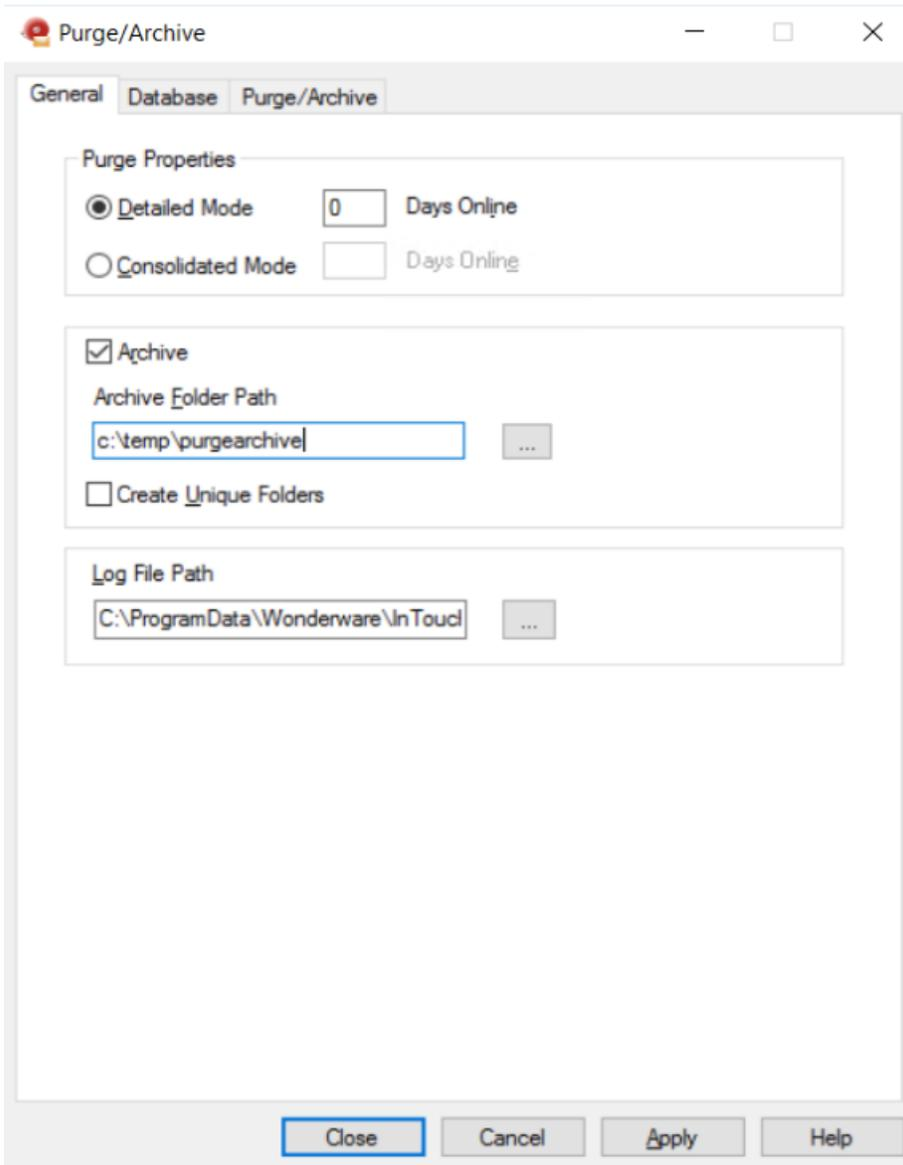 Purge/Archive
General Database Purge/Archive
Purge Properties
Detailed Mode 0 Days Online
Consolidated Mode Days Online
Archive
Archive Folder Path
c:\temp\purgearchive
...
Create Unique Folders
Log File Path
C:\ProgramData\Wonderware\InToucl
...
Close Cancel Apply Help